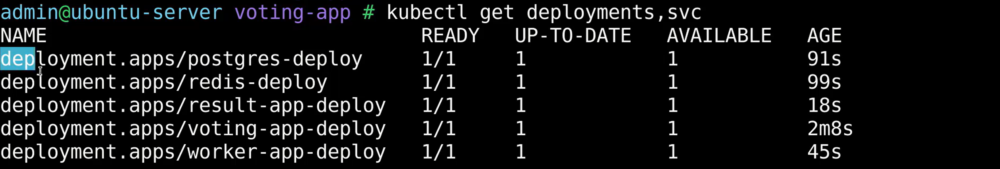 admin@ubuntu-server voting-app # kubectl get deployments,svc
NAME READY UP-TO-DATE AVAILABLE AGE
deployment.apps/postgres-deploy 1/1 1 1 91s
deployment.apps/redis-deploy 1/1 1 1 99s
deployment.apps/result-app-deploy 1/1 1 1 18s
deployment.apps/voting-app-deploy 1/1 1 1 2m8s
deployment.apps/worker-app-deploy 1/1 1 1 45s